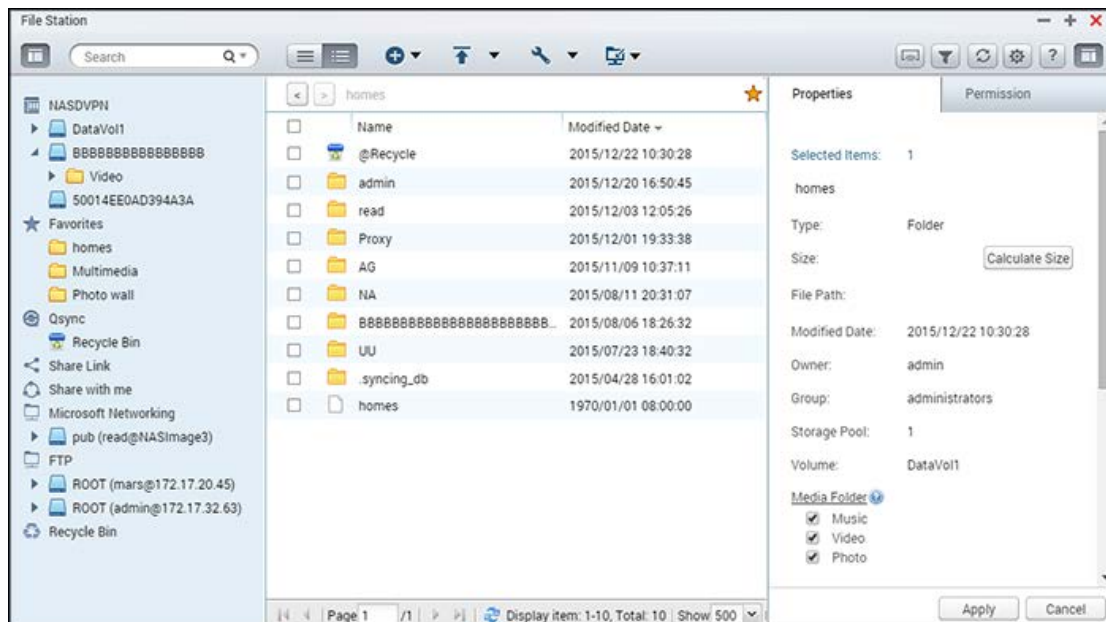 File Station
Search
NASDVPN
DataVol1
BBBBBBBBBBBBBBBB
Video
50014EE0AD394A3A
Favorites
homes
Multimedia
Photo wall
Qsync
Recycle Bin
Share Link
Share with me
Microsoft Networking
pub (read@NASImage3)
FTP
ROOT (mars@172.17.20.45)
ROOT (admin@172.17.32.63)
Recycle Bin
< > homes
Name Modified Date
@Recycle 2015/12/22 10:30:28
admin 2015/12/20 16:50:45
read 2015/12/03 12:05:26
Proxy 2015/12/01 19:33:38
AG 2015/11/09 10:37:11
NA 2015/08/11 20:31:07
BBBBBBBBBBBBBBBBBBBBBBBB... 2015/08/06 18:26:32
UU 2015/07/23 18:40:32
.syncing_db 2015/04/28 16:01:02
homes 1970/01/01 08:00:00
Page 1 /1 Display item: 1-10, Total: 10 Show 500
Properties Permission
Selected Items: 1
homes
Type: Folder
Size: Calculate Size
File Path:
Modified Date: 2015/12/22 10:30:28
Owner: admin
Group: administrators
Storage Pool: 1
Volume: DataVol1
Media Folder
Music
Video
Photo
Apply Cancel